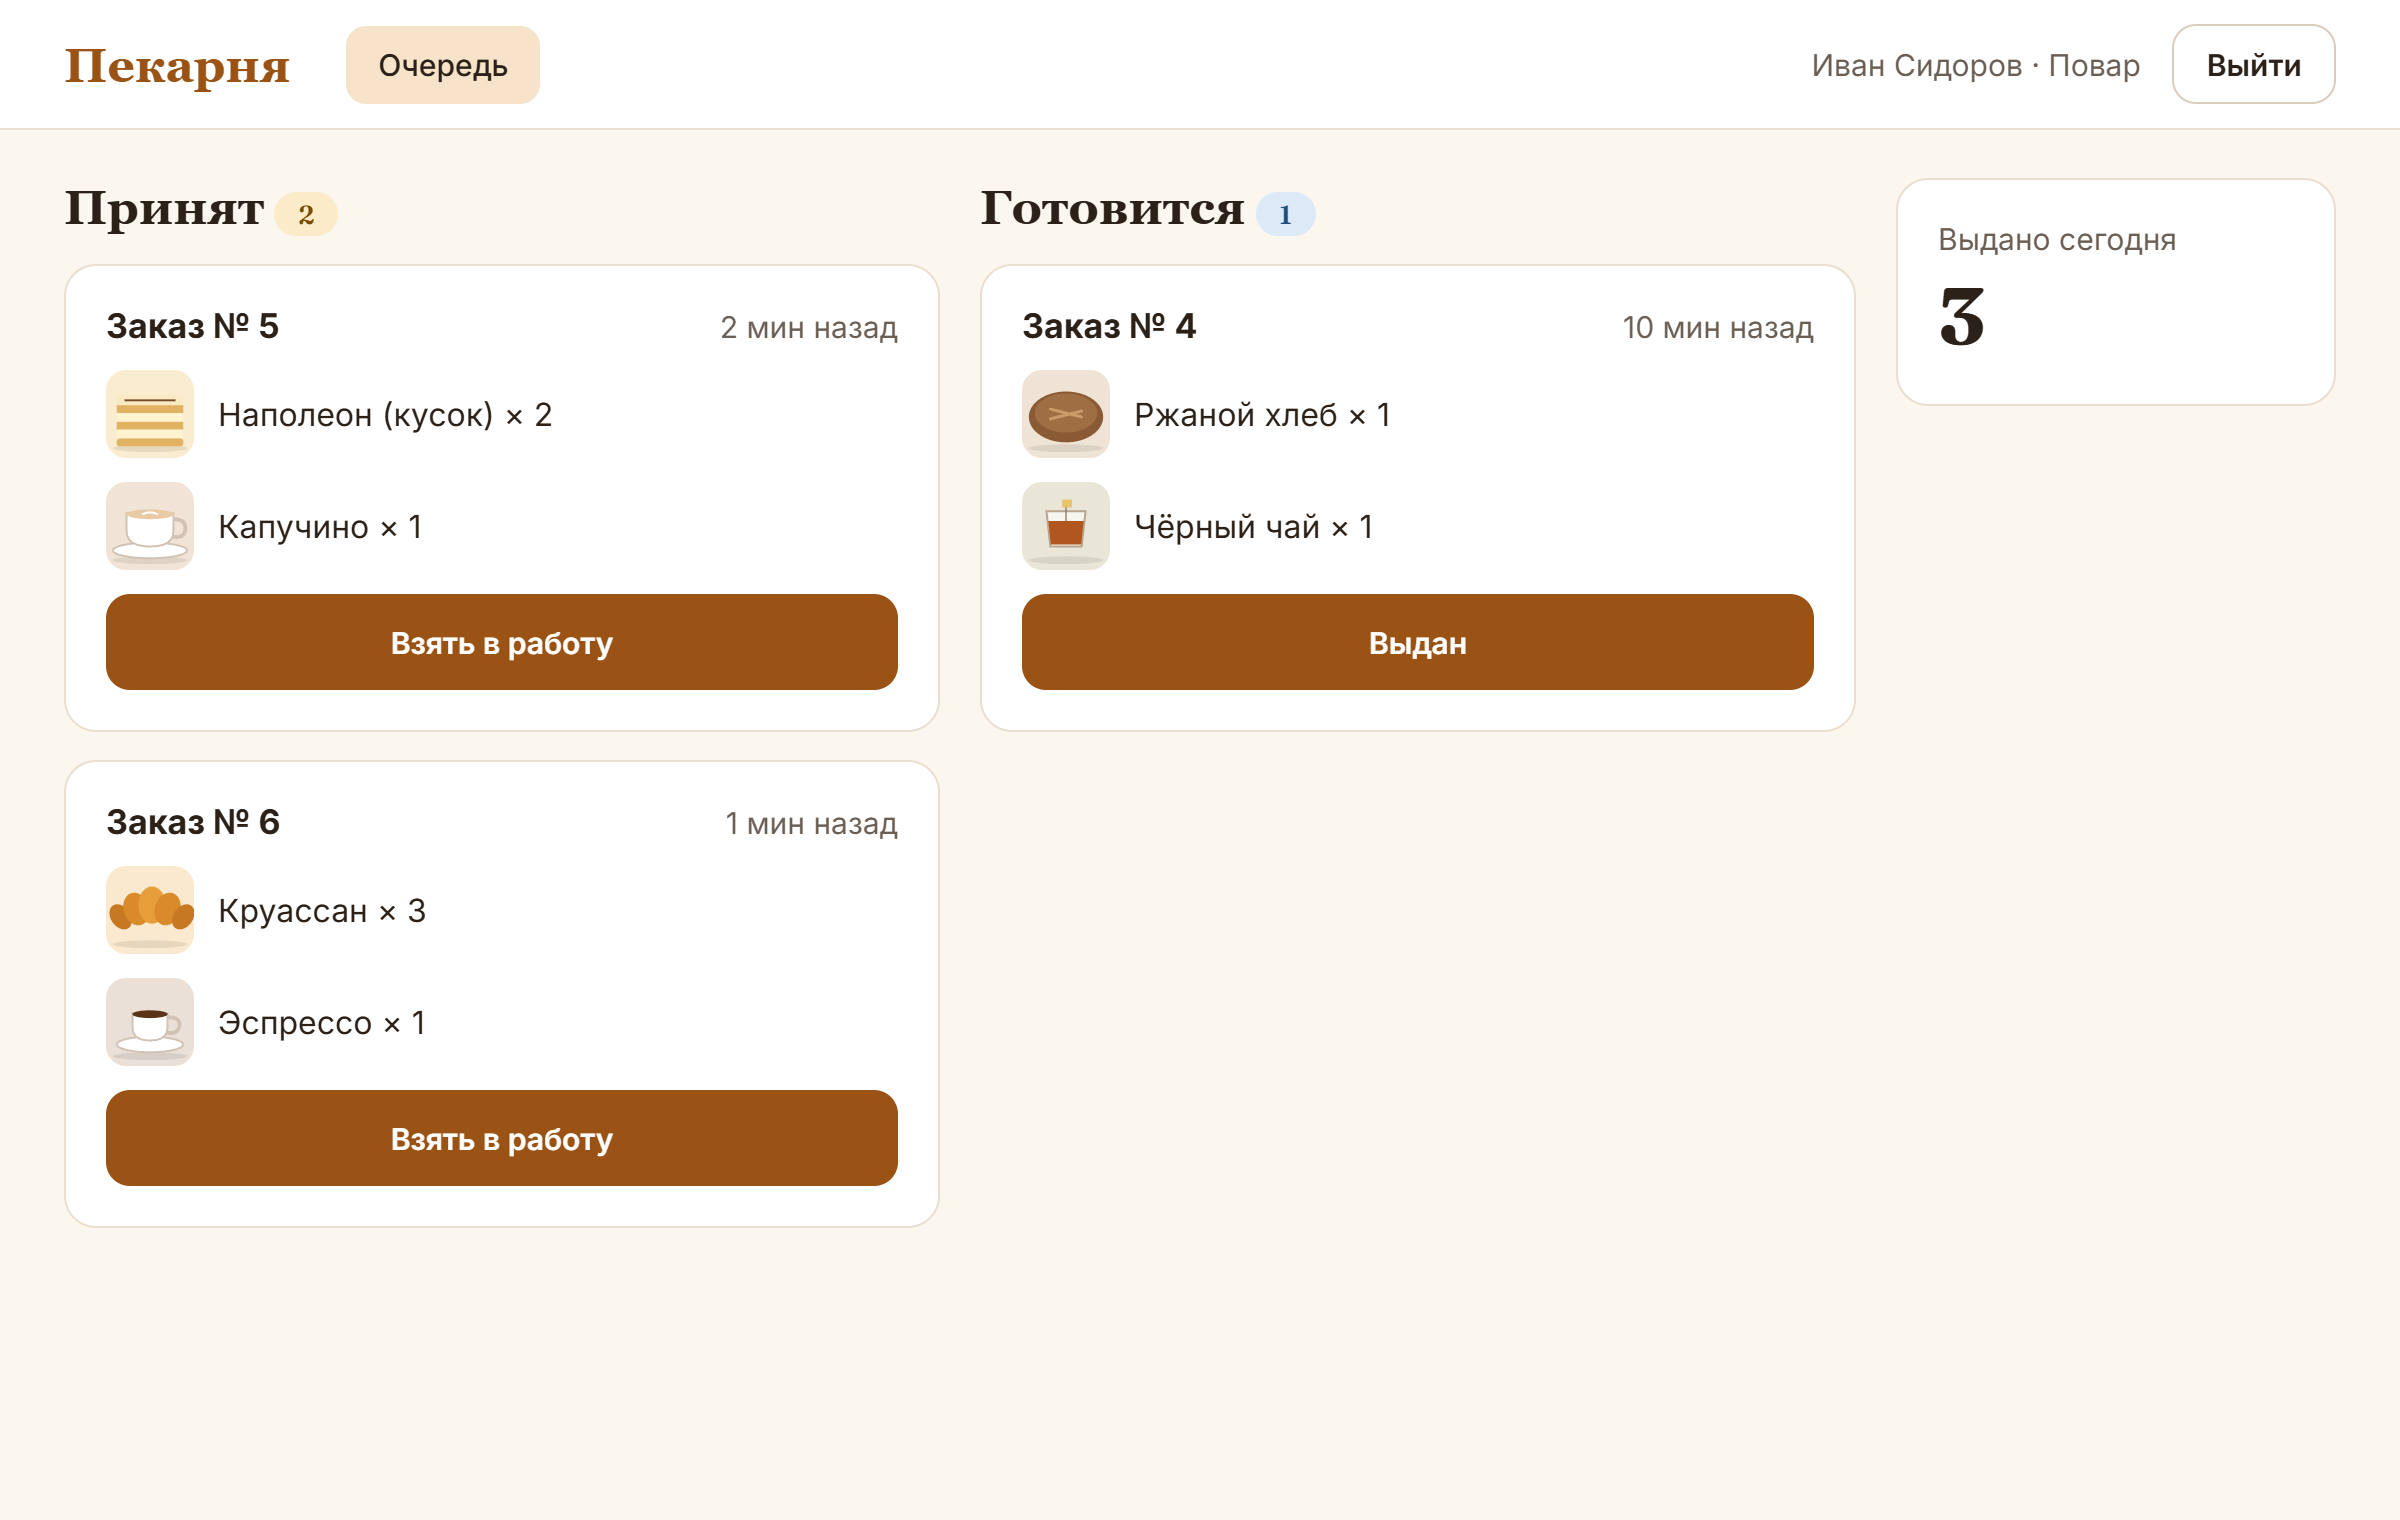 Пекарня
Очередь
Иван Сидоров · Повар
Выйти
Принят 2
Заказ № 5
2 мин назад
Наполеон (кусок) × 2
Капучино × 1
Взять в работу
Заказ № 6
1 мин назад
Круассан × 3
Эспрессо × 1
Взять в работу
Готовится 1
Заказ № 4
10 мин назад
Ржаной хлеб × 1
Чёрный чай × 1
Выдан
Выдано сегодня
3